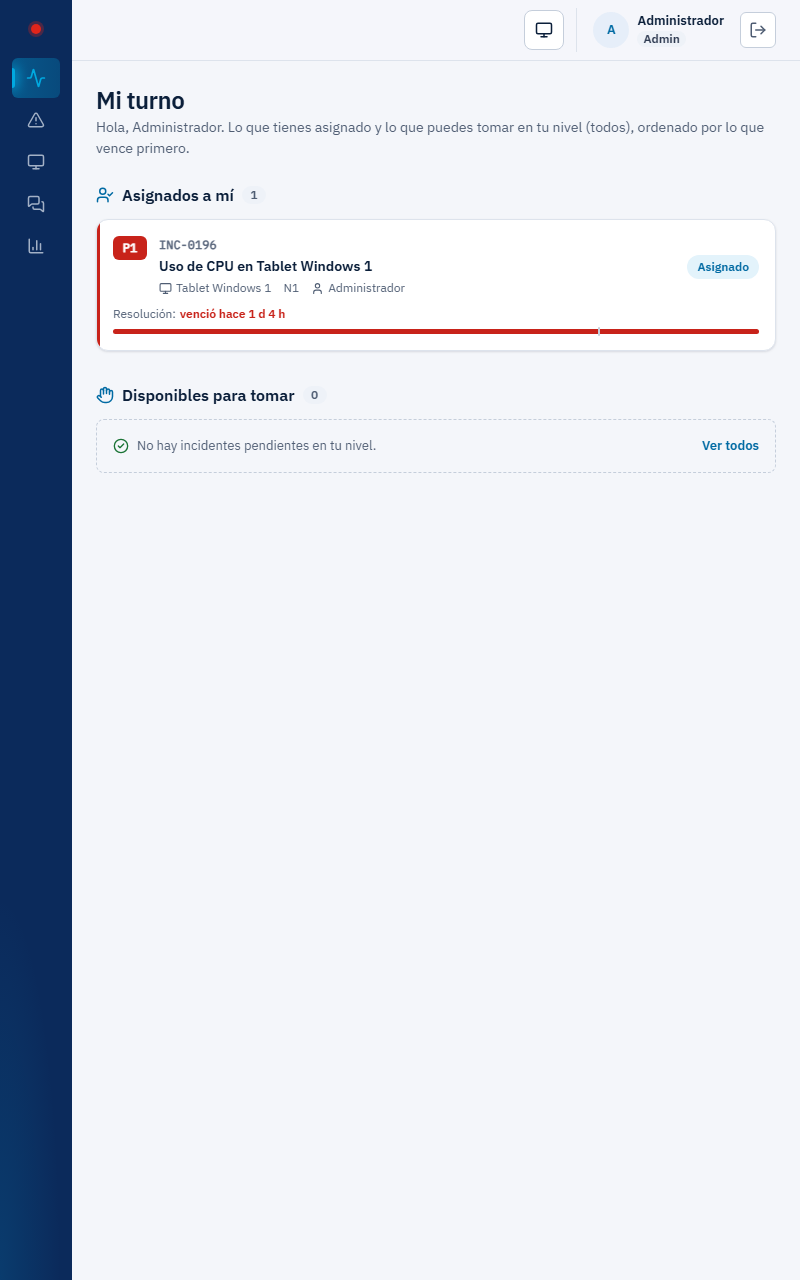 A
Administrador
Admin
Mi turno
Hola, Administrador. Lo que tienes asignado y lo que puedes tomar en tu nivel (todos), ordenado por lo que
vence primero.
Asignados a mí 1
P1
INC-0196
Uso de CPU en Tablet Windows 1
Asignado
Tablet Windows 1 N1 Administrador
Resolución: venció hace 1 d 4 h
Disponibles para tomar 0
No hay incidentes pendientes en tu nivel. Ver todos